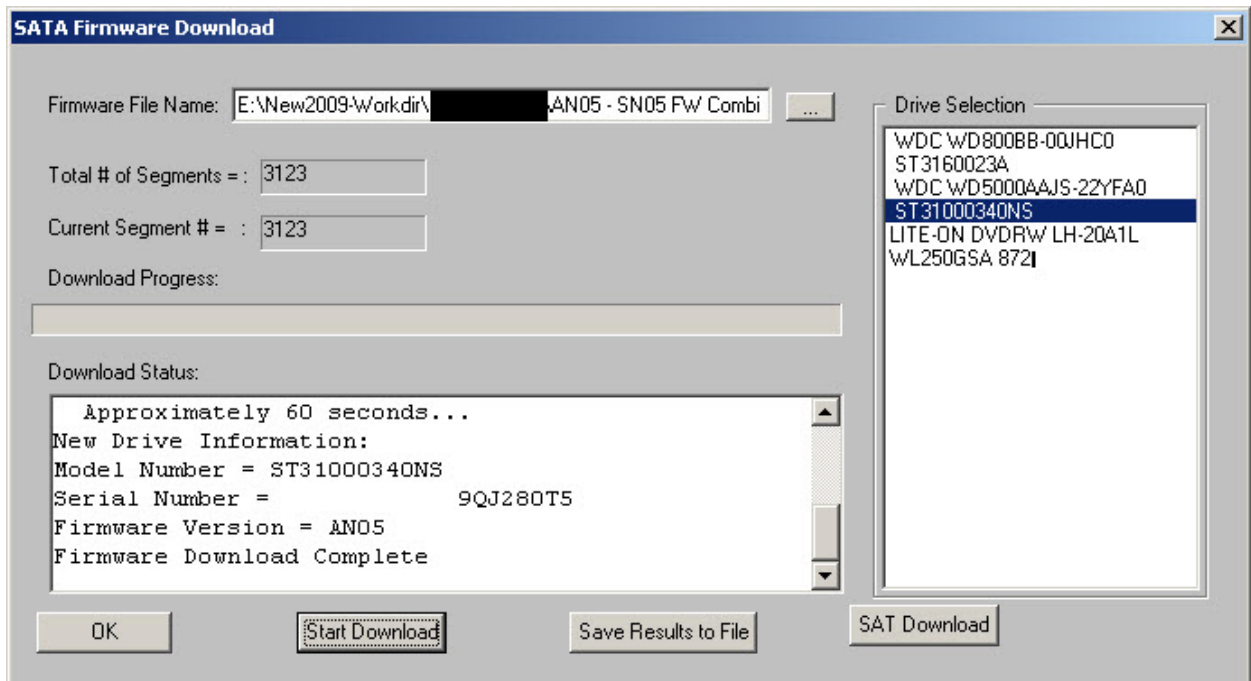 SATA Firmware Download
Firmware File Name: E:\New2009-Workdir\ \AN05 - SN05 FW Combi ...
Total # of Segments = : 3123
Current Segment # = : 3123
Download Progress:
Download Status:
Approximately 60 seconds...
New Drive Information:
Model Number = ST31000340NS
Serial Number = 9QJ280T5
Firmware Version = AN05
Firmware Download Complete
Drive Selection
WDC WD800BB-00JHC0
ST3160023A
WDC WD5000AAJS-22YFA0
ST31000340NS
LITE-ON DVDRW LH-20A1L
WL250GSA 872
OK Start Download Save Results to File SAT Download